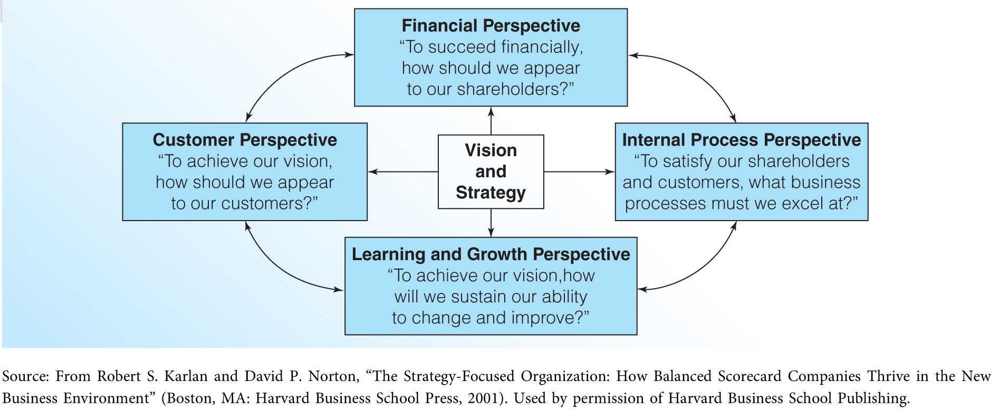 Financial Perspective
“To succeed financially,
how should we appear
to our shareholders?”
Customer Perspective
“To achieve our vision,
how should we appear
to our customers?”
Vision
and
Strategy
Internal Process Perspective
“To satisfy our shareholders
and customers, what business
processes must we excel at?”
Learning and Growth Perspective
“To achieve our vision,how
will we sustain our ability
to change and improve?”
Source: From Robert S. Karlan and David P. Norton, “The Strategy-Focused Organization: How Balanced Scorecard Companies Thrive in the New
Business Environment” (Boston, MA: Harvard Business School Press, 2001). Used by permission of Harvard Business School Publishing.